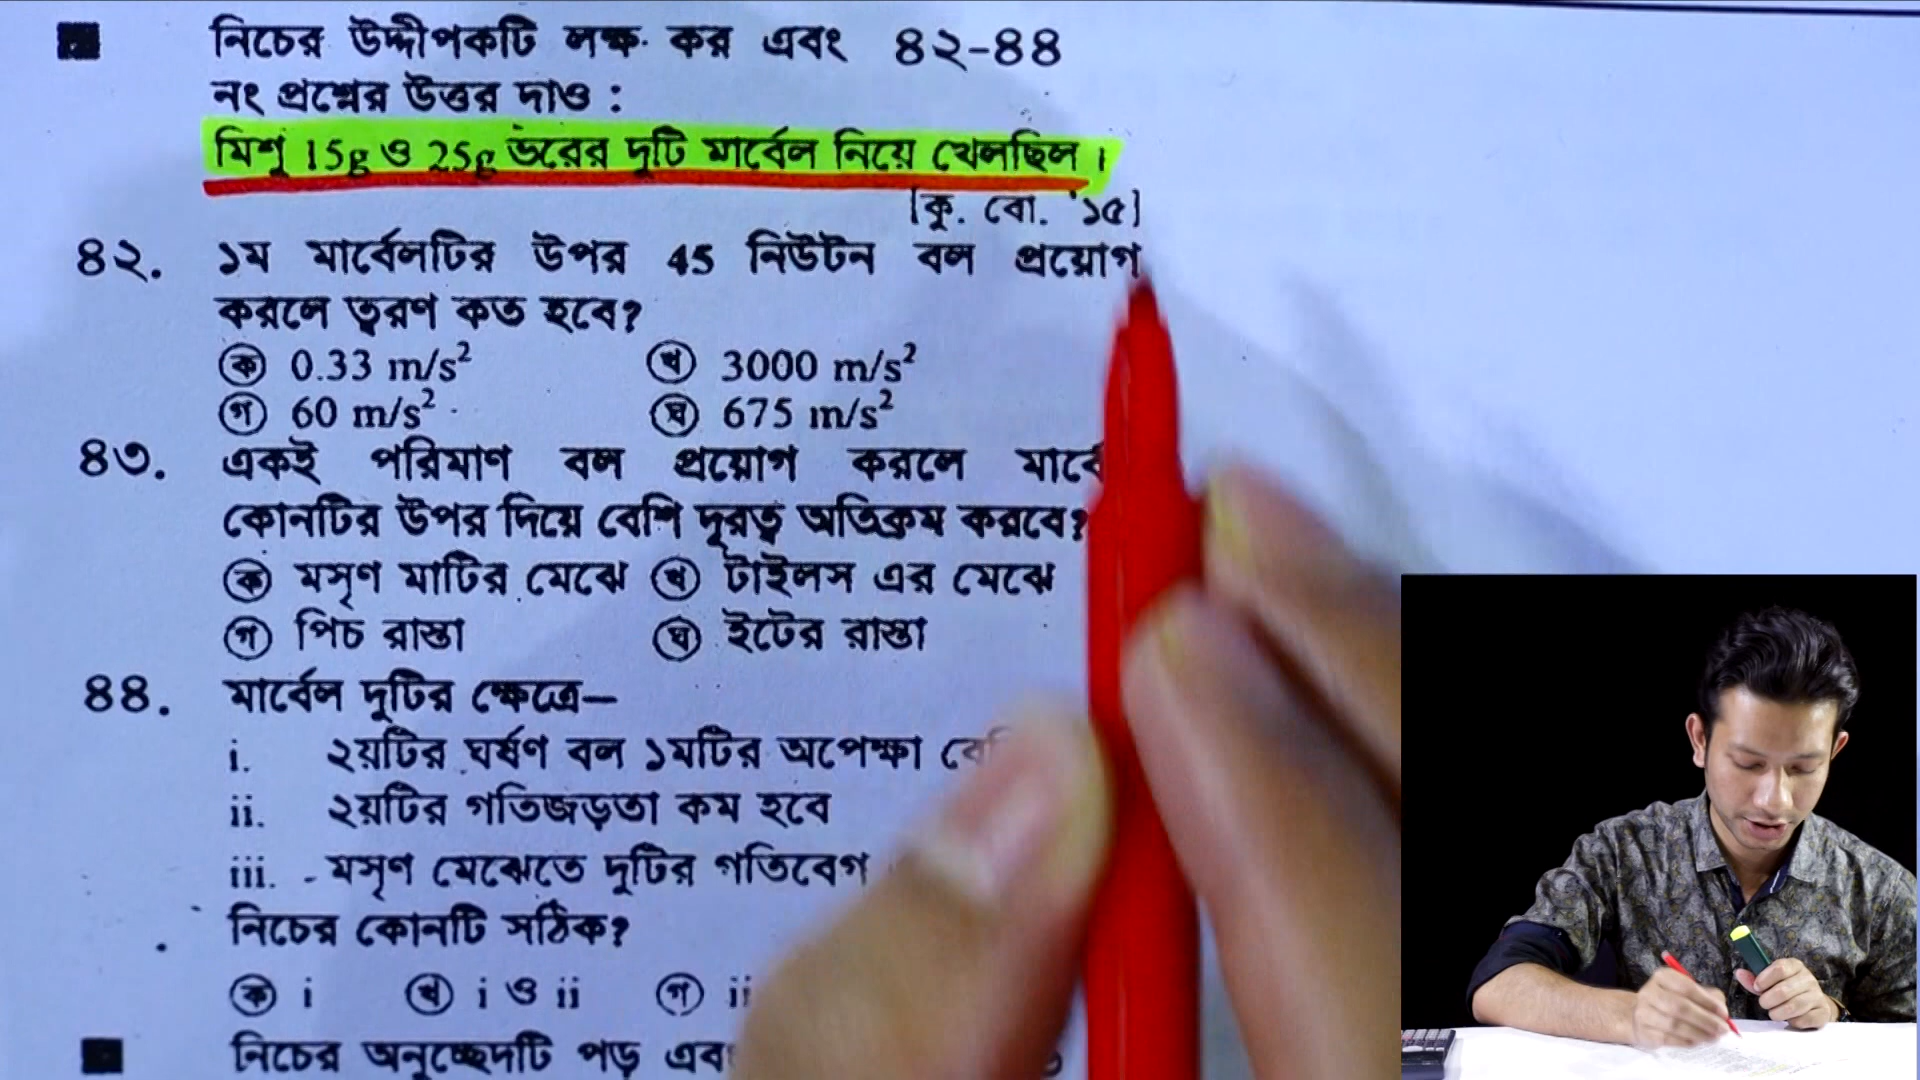 নিচের উদ্দীপকটি লক্ষ কর এবং ৪২-৪৪
নং প্রশ্নের উত্তর দাও :
মিশু 15g ও 25g ভরের দুটি মার্বেল নিয়ে খেলছিল।
[কু. বো. '১৫]
৪২. ১ম মার্বেলটির উপর 45 নিউটন বল প্রয়োগ
করলে ত্বরণ কত হবে?
ক 0.33 m/s² খ 3000 m/s²
গ 60 m/s² ঘ 675 m/s²
৪৩. একই পরিমাণ বল প্রয়োগ করলে
কোনটির উপর দিয়ে বেশি দূরত্ব অতিক্রম করবে?
ক মসৃণ মাটির মেঝে খ টাইলস এর মেঝে
গ পিচ রাস্তা ঘ ইটের রাস্তা
৪৪. মার্বেল দুটির ক্ষেত্রে—
i. ২য়টির ঘর্ষণ বল ১মটির অপেক্ষা
ii. ২য়টির গতিজড়তা কম হবে
iii. মসৃণ মেঝেতে দুটির গতিবেগ
নিচের কোনটি সঠিক?
ক i খ i ও ii গ
নিচের অনুচ্ছেদটি পড়